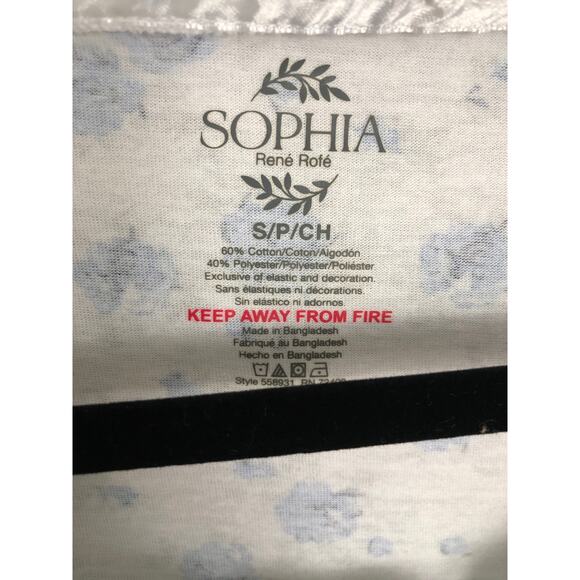 SOPHIA
René Rofé
S/P/CH
60% Cotton/Coton/Algodón
40% Polyester/Polyester/Poliéster
Exclusive of elastic and decoration.
Sans élastiques ni décorations.
Sin elástico ni adornos.
KEEP AWAY FROM FIRE
Made in Bangladesh
Fabriqué au Bangladesh
Hecho en Bangladesh
Style 558931 RN